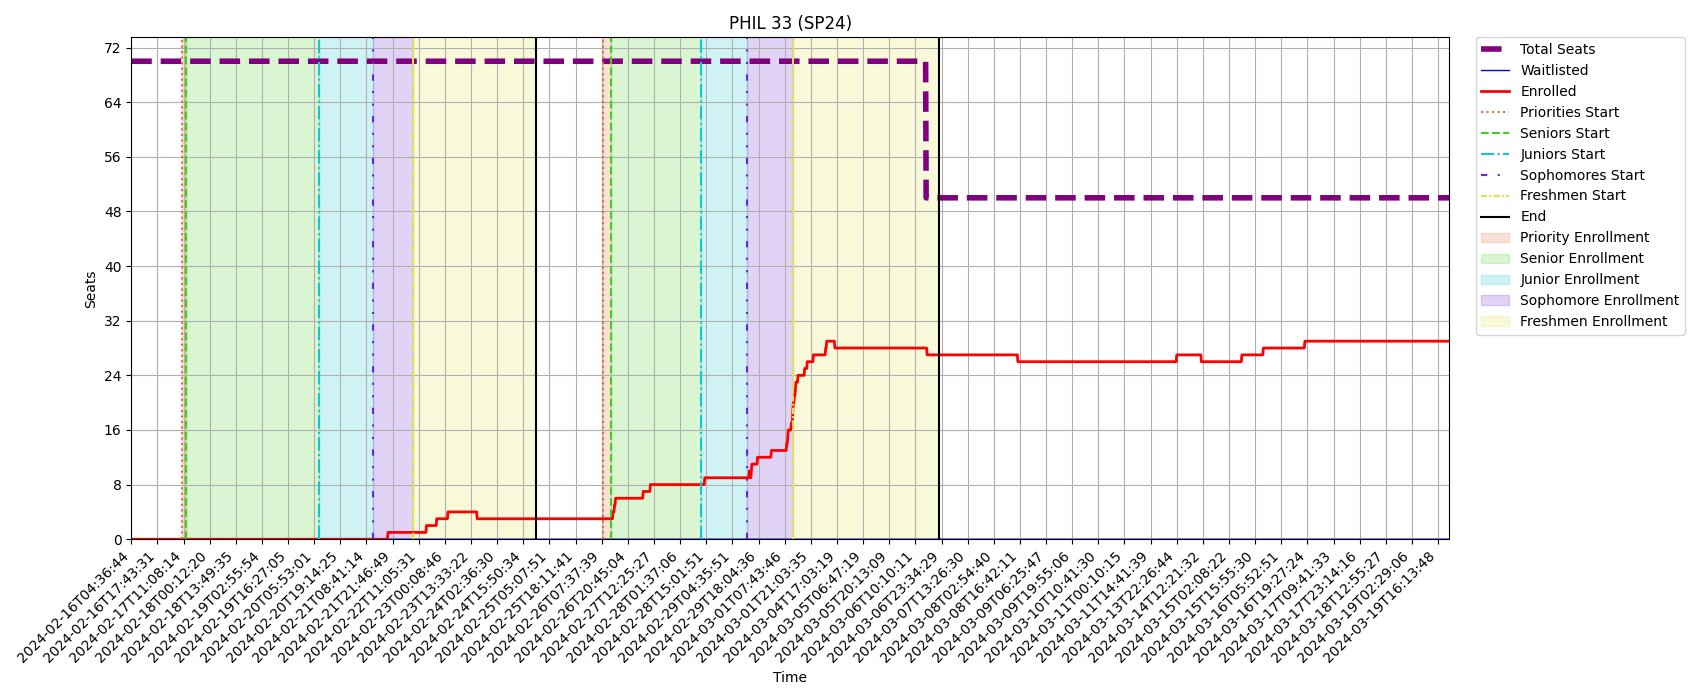 PHIL 33 (SP24)
Seats
72
64
56
48
40
32
24
16
8
0
2024-02-16T04:36:44
2024-02-16T17:43:31
2024-02-17T11:08:14
2024-02-18T00:12:20
2024-02-18T13:49:35
2024-02-19T02:55:54
2024-02-19T16:27:05
2024-02-20T05:53:01
2024-02-20T19:14:25
2024-02-21T08:41:14
2024-02-21T21:46:49
2024-02-22T11:05:31
2024-02-23T00:08:46
2024-02-23T13:33:22
2024-02-24T02:36:30
2024-02-24T15:50:34
2024-02-25T05:07:51
2024-02-25T18:11:41
2024-02-26T07:37:39
2024-02-26T20:45:04
2024-02-27T12:25:27
2024-02-28T01:37:06
2024-02-28T15:01:51
2024-02-29T04:35:51
2024-02-29T18:04:36
2024-03-01T07:43:46
2024-03-01T21:03:35
2024-03-04T17:03:19
2024-03-05T06:47:19
2024-03-05T20:13:09
2024-03-06T10:10:11
2024-03-06T23:34:29
2024-03-07T13:26:30
2024-03-08T02:54:40
2024-03-08T16:42:11
2024-03-09T06:25:47
2024-03-09T19:55:06
2024-03-10T10:41:30
2024-03-11T00:10:15
2024-03-11T14:41:39
2024-03-13T22:26:44
2024-03-14T12:21:32
2024-03-15T02:08:22
2024-03-15T15:55:30
2024-03-16T05:52:51
2024-03-16T19:27:24
2024-03-17T09:41:33
2024-03-17T23:14:16
2024-03-18T12:55:27
2024-03-19T02:29:06
2024-03-19T16:13:48
Time
Total Seats
Waitlisted
Enrolled
Priorities Start
Seniors Start
Juniors Start
Sophomores Start
Freshmen Start
End
Priority Enrollment
Senior Enrollment
Junior Enrollment
Sophomore Enrollment
Freshmen Enrollment